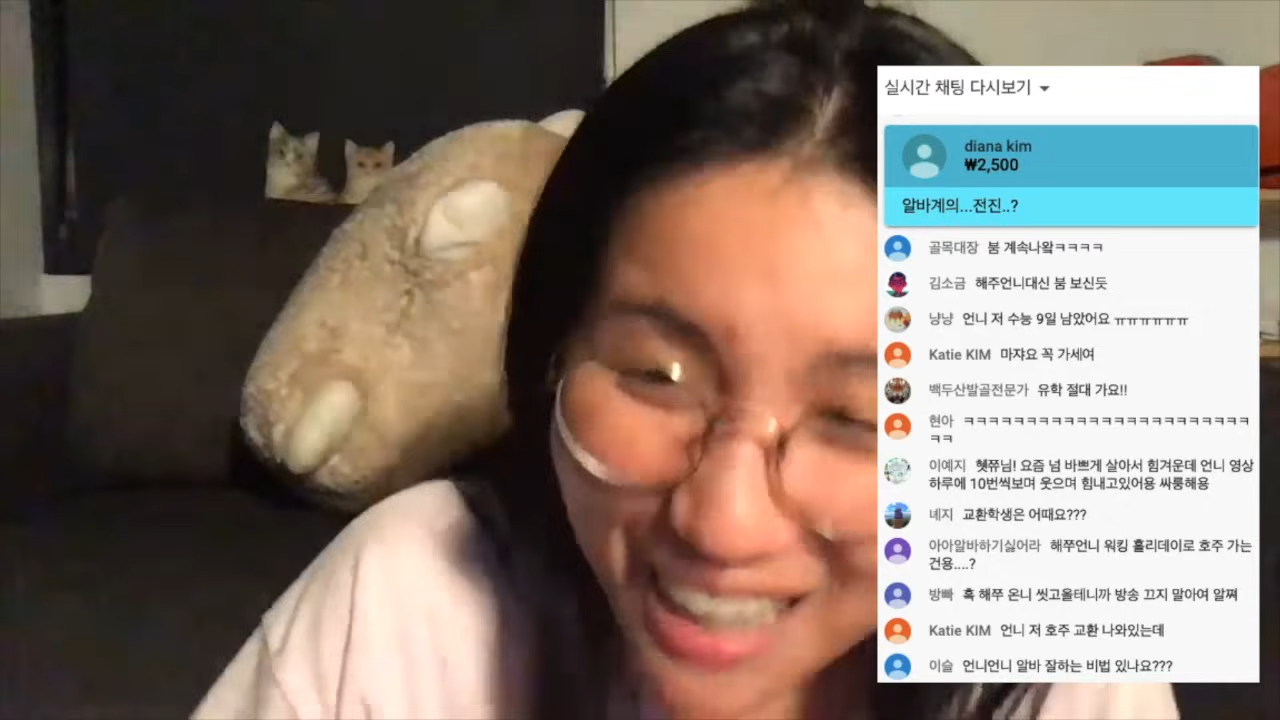 실시간 채팅 다시보기
diana kim
₩2,500
알바계의...전진..?
골목대장 붐 계속나왘ㅋㅋㅋㅋ
김소금 해주언니대신 붐 보신듯
냥냥 언니 저 수능 9일 남았어요 ㅠㅠㅠㅠㅠㅠ
Katie KIM 마쟈요 꼭 가세여
백두산발골전문가 유학 절대 가요!!
현아 ㅋㅋㅋㅋㅋㅋㅋㅋㅋㅋㅋㅋㅋㅋㅋㅋㅋㅋㅋㅋㅋㅋㅋ
ㅋㅋ
이예지 햇쮸님! 요즘 넘 바쁘게 살아서 힘겨운데 언니 영상
하루에 10번씩보며 웃으며 힘내고있어용 싸룽해용
녜지 교환학생은 어때요???
아아알바하기싫어라 해쭈언니 워킹 홀리데이로 호주 가는
건용....?
방빠 혹 해쭈 온니 씻고올테니까 방송 끄지 말아여 알쪄
Katie KIM 언니 저 호주 교환 나와있는데
이슬 언니언니 알바 잘하는 비법 있나요???